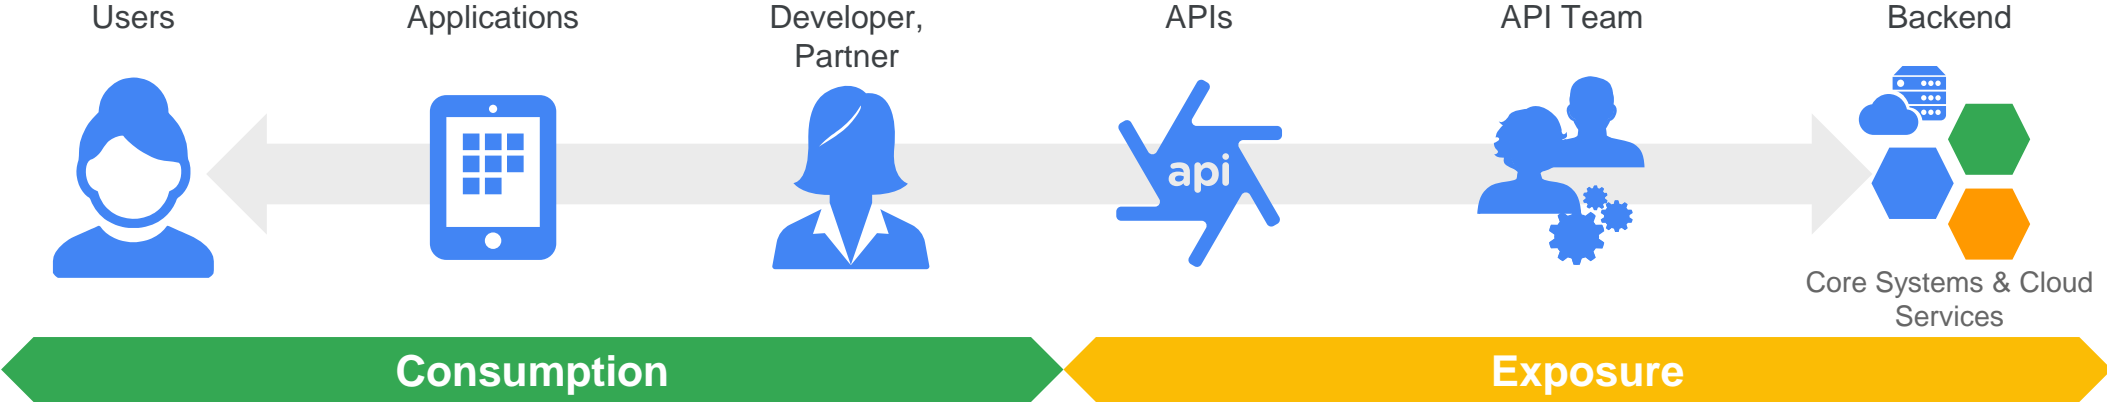 Users
Applications
Developer,
Partner
APIs
API Team
Backend
api
Core Systems & Cloud
Services
Consumption
Exposure